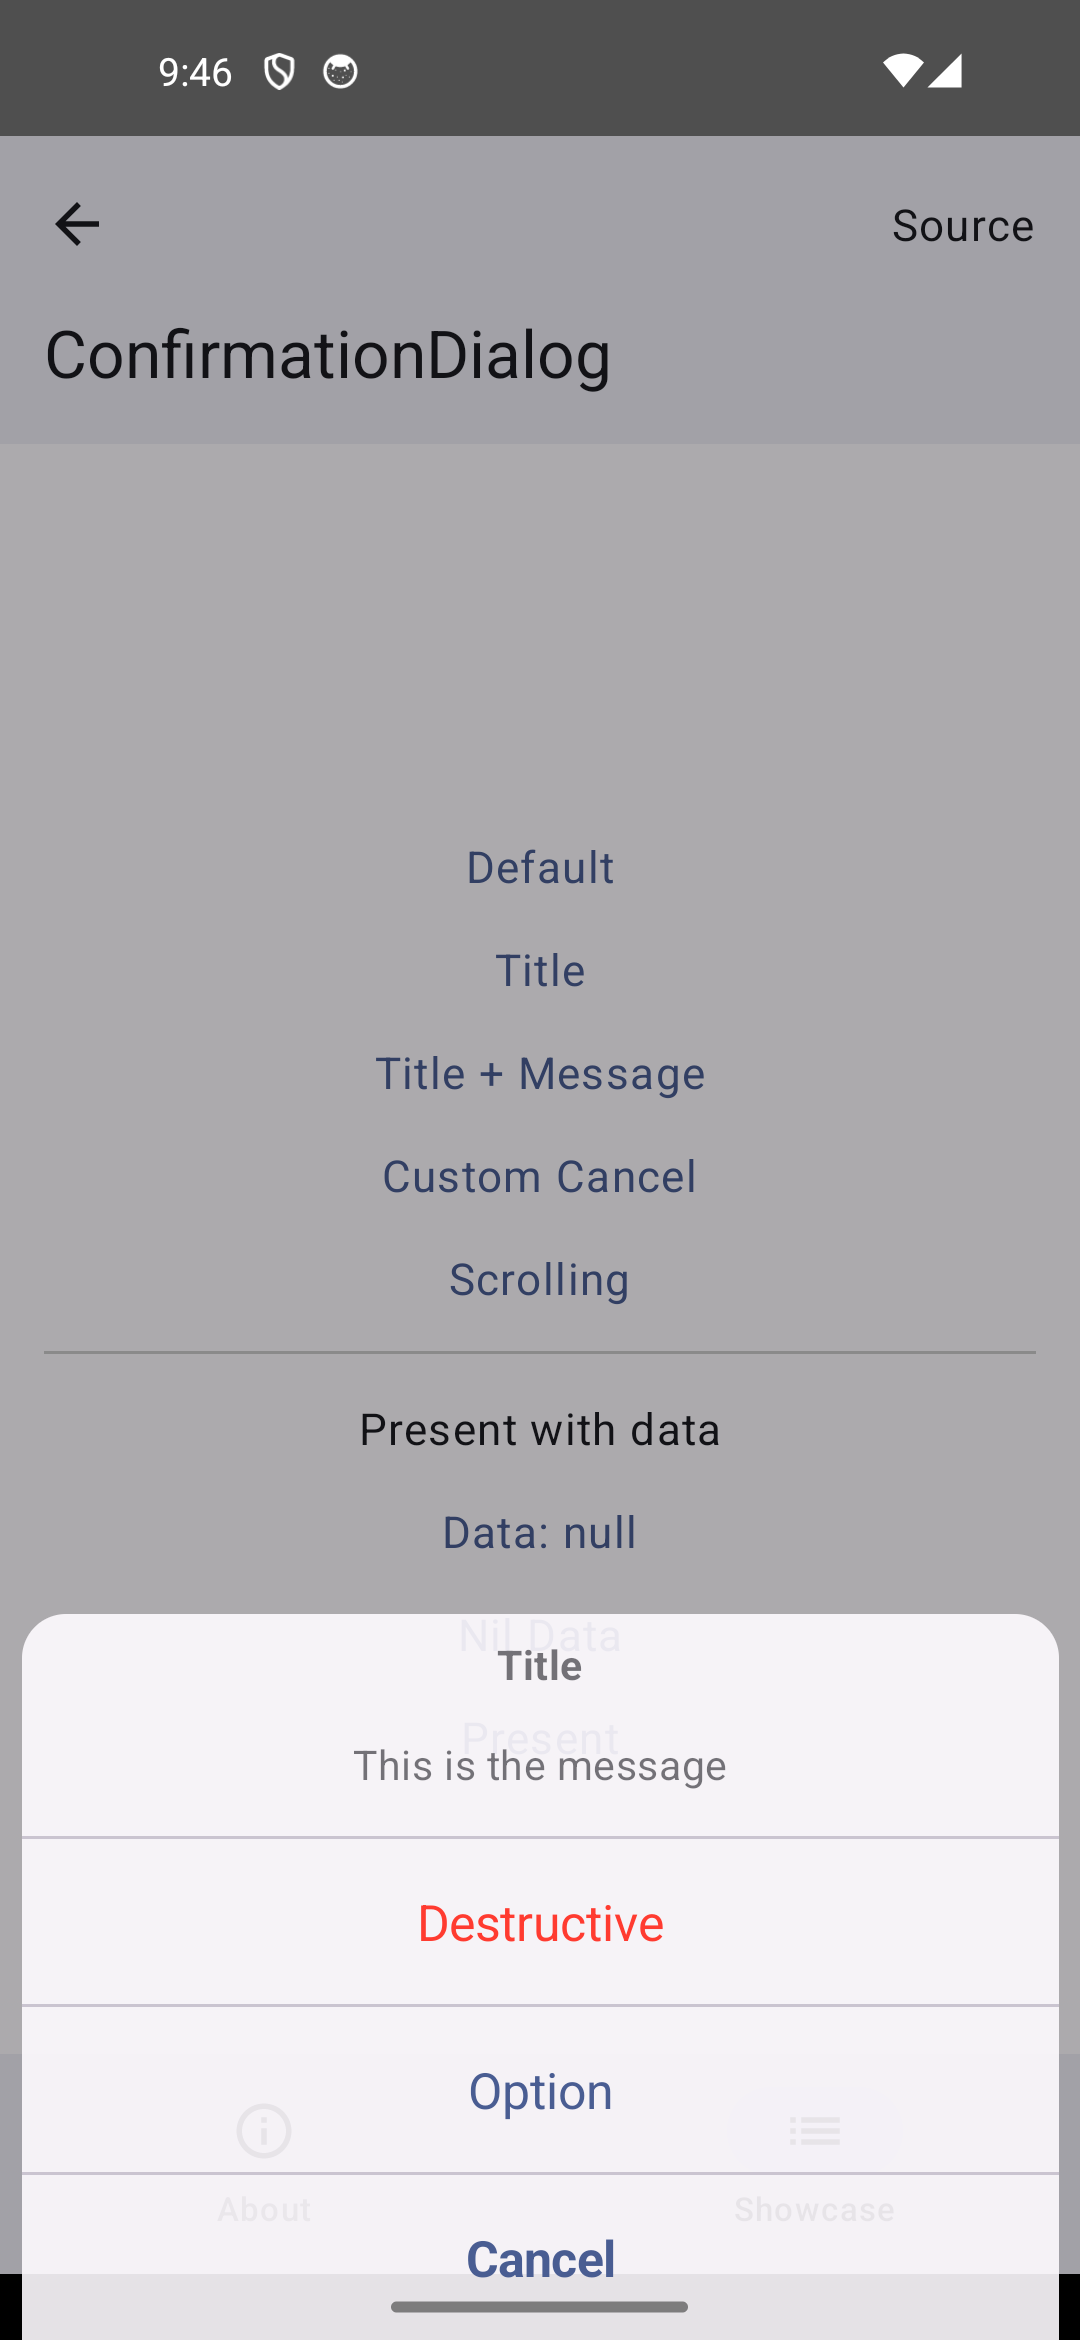 9:46
Source
ConfirmationDialog
Default
Title
Title + Message
Custom Cancel
Scrolling
Present with data
Data: null
Nil Data
Title
Present
This is the message
Destructive
Option
About
Showcase
Cancel